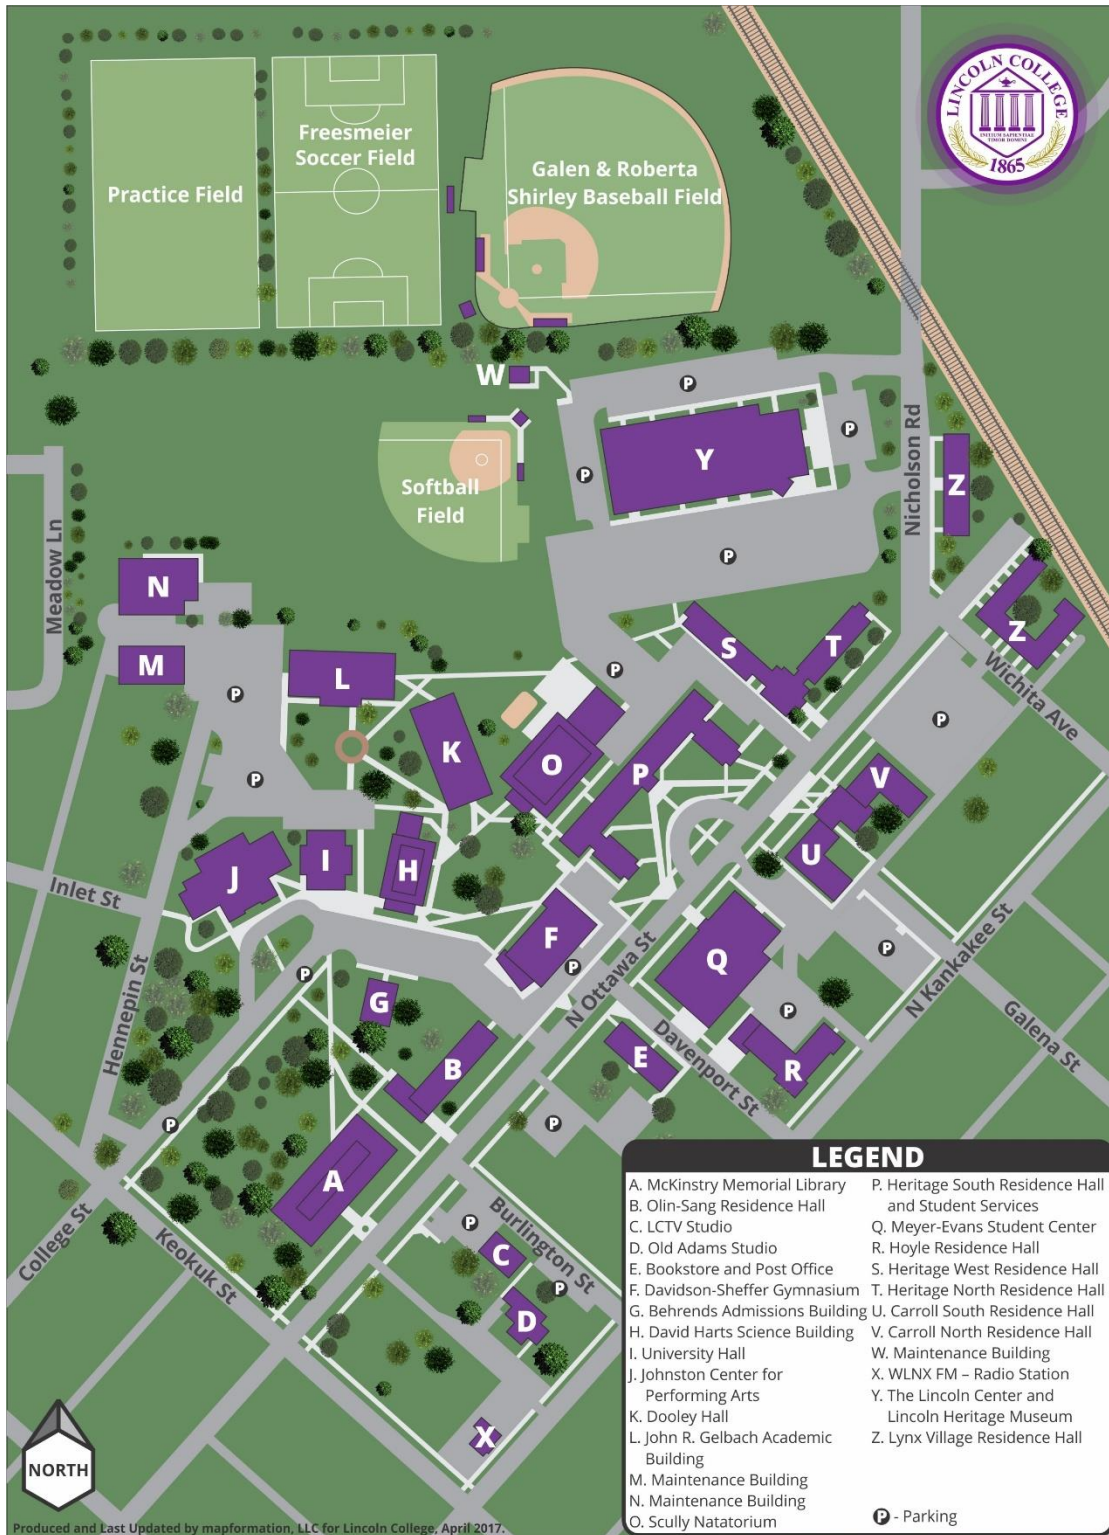 LINCOLN COLLEGE
INITIUM SAPIENTIAE
TIMOR DOMINI
1865
Freesmeier
Soccer Field
Practice Field
Galen & Roberta
Shirley Baseball Field
W
P
Y
P
P
Nicholson Rd
Z
Softball
Field
P
Meadow Ln
N
M
L
S
T
Z
P
P
Wichita Ave
P
K
O
P
P
V
U
J
I
H
Inlet St
Hennepin St
F
P
N Ottawa St
Q
P
N Kankakee St
Galena St
P
G
P
B
E
Davenport St
R
P
P
A
College St
Keokuk St
P
Burlington St
C
P
D
X
NORTH
LEGEND
A. McKinstry Memorial Library
B. Olin-Sang Residence Hall
C. LCTV Studio
D. Old Adams Studio
E. Bookstore and Post Office
F. Davidson-Sheffer Gymnasium
G. Behrends Admissions Building
H. David Harts Science Building
I. University Hall
J. Johnston Center for
Performing Arts
K. Dooley Hall
L. John R. Gelbach Academic
Building
M. Maintenance Building
N. Maintenance Building
O. Scully Natatorium
P. Heritage South Residence Hall
and Student Services
Q. Meyer-Evans Student Center
R. Hoyle Residence Hall
S. Heritage West Residence Hall
T. Heritage North Residence Hall
U. Carroll South Residence Hall
V. Carroll North Residence Hall
W. Maintenance Building
X. WLNX FM – Radio Station
Y. The Lincoln Center and
Lincoln Heritage Museum
Z. Lynx Village Residence Hall
P - Parking
Produced and Last Updated by mapformation, LLC for Lincoln College, April 2017.